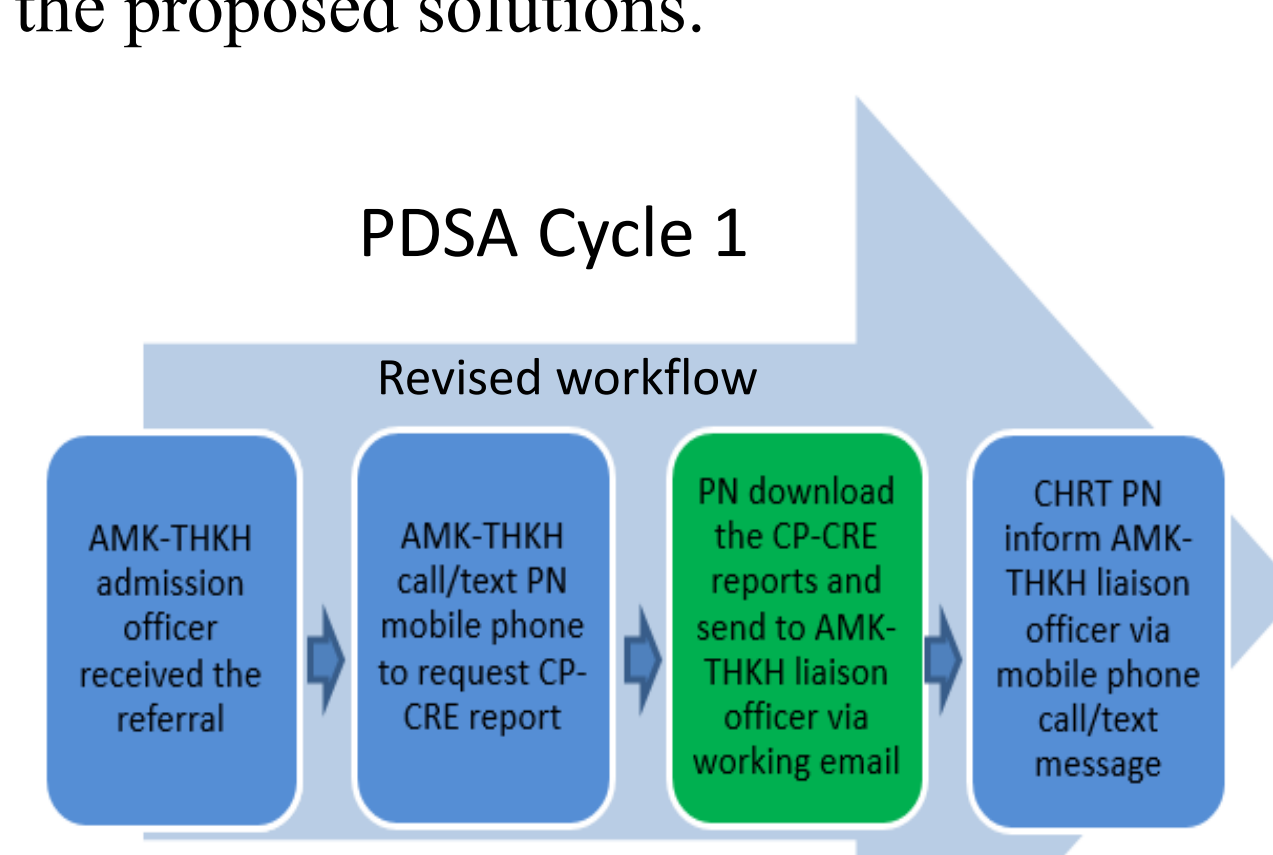 the proposed solutions.
PDSA Cycle 1
Revised workflow
AMK-THKH
admission
officer
received the
referral
AMK-THKH
call/text PN
mobile phone
to request CP-
CRE report
PN download
the CP-CRE
reports and
send to AMK-
THKH liaison
officer via
working email
CHRT PN
inform AMK-
THKH liaison
officer via
mobile phone
call/text
message